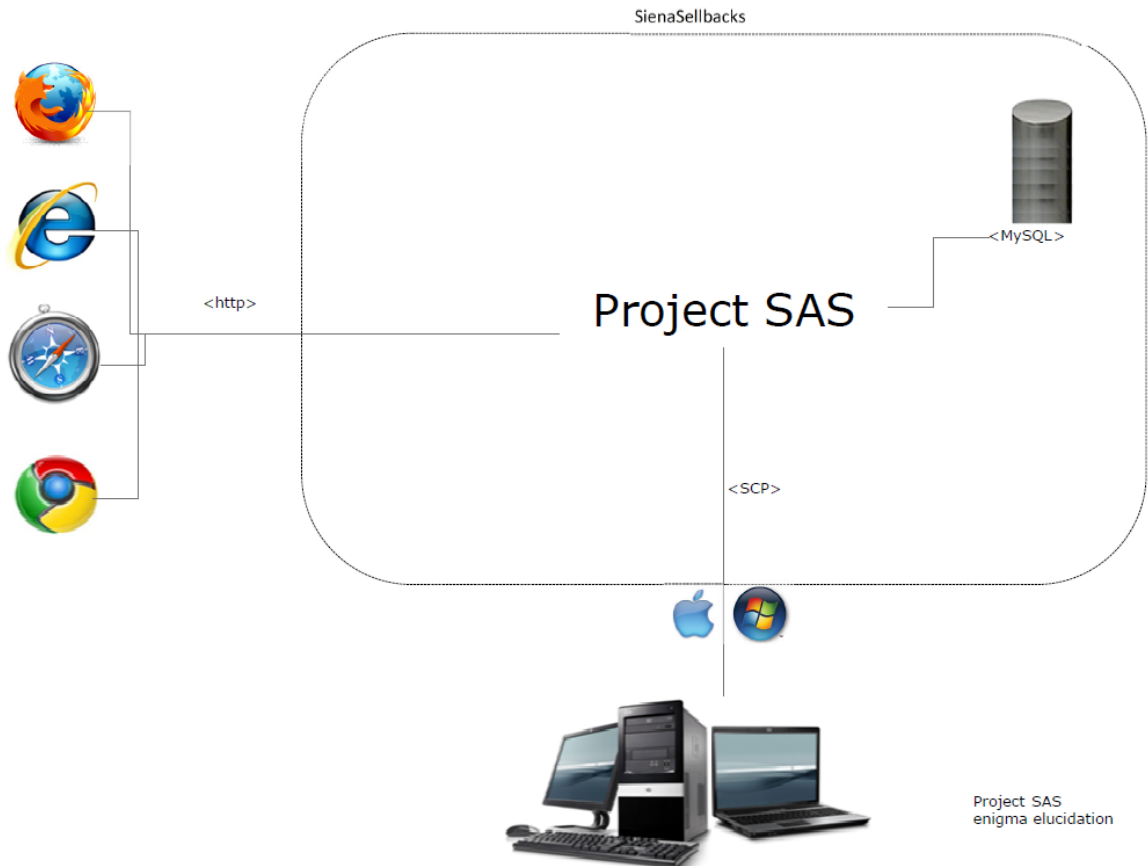 SienaSellbacks
<MySQL>
<http>
Project SAS
<SCP>
Project SAS
enigma elucidation